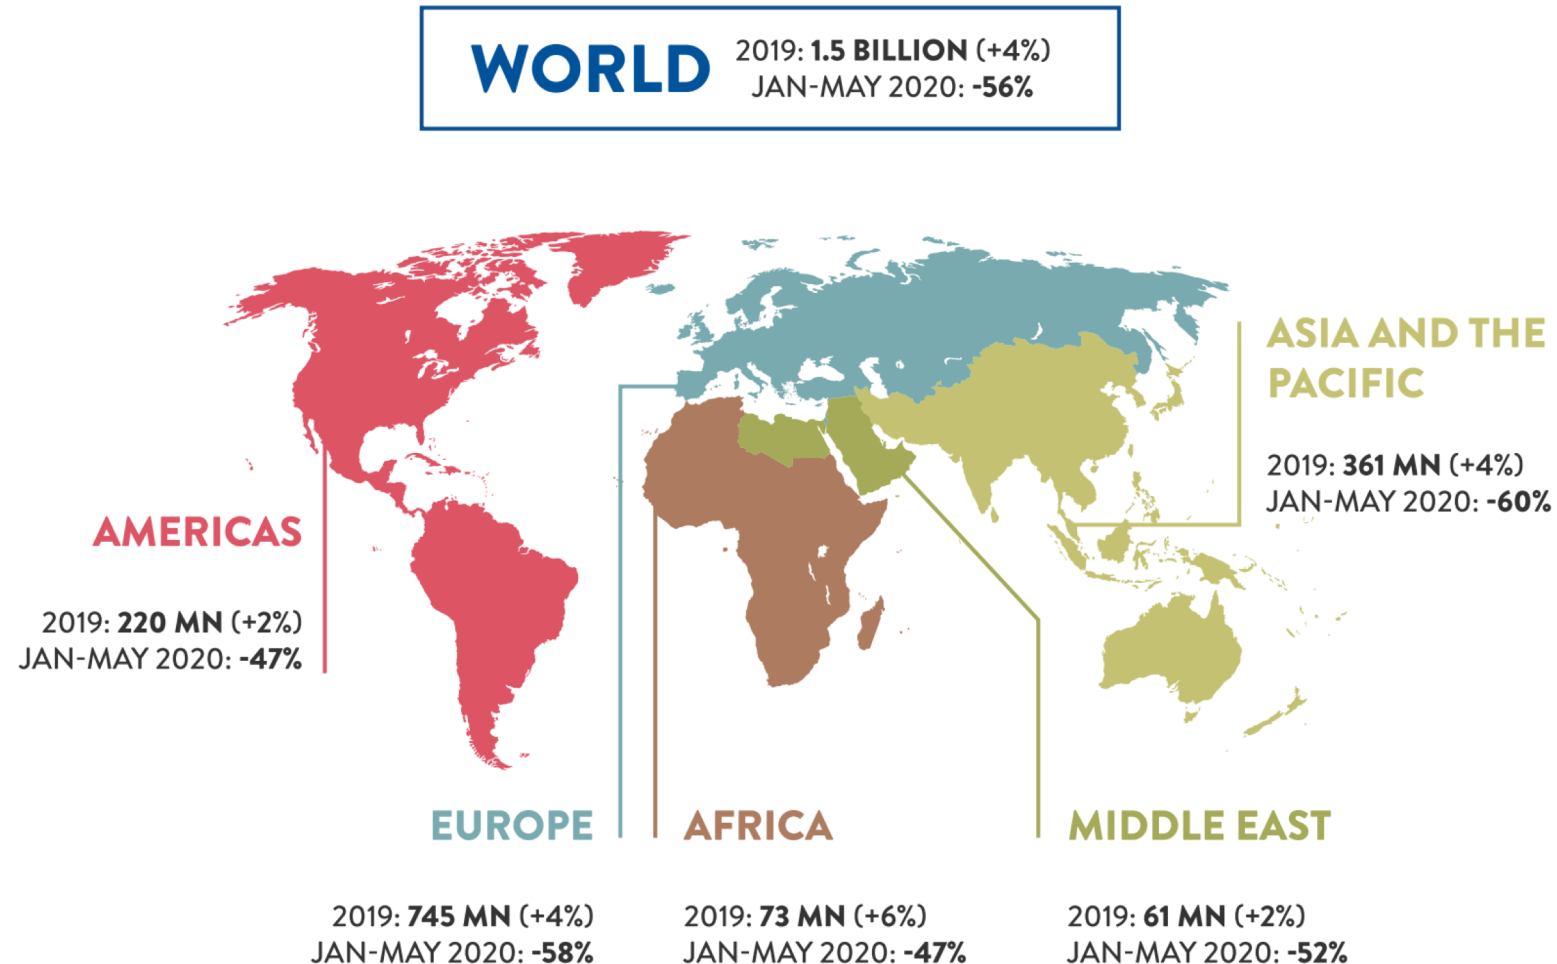 WORLD
2019: 1.5 BILLION (+4%)
JAN-MAY 2020: -56%
AMERICAS
2019: 220 MN (+2%)
JAN-MAY 2020: -47%
ASIA AND THE
PACIFIC
2019: 361 MN (+4%)
JAN-MAY 2020: -60%
EUROPE
2019: 745 MN (+4%)
JAN-MAY 2020: -58%
AFRICA
2019: 73 MN (+6%)
JAN-MAY 2020: -47%
MIDDLE EAST
2019: 61 MN (+2%)
JAN-MAY 2020: -52%